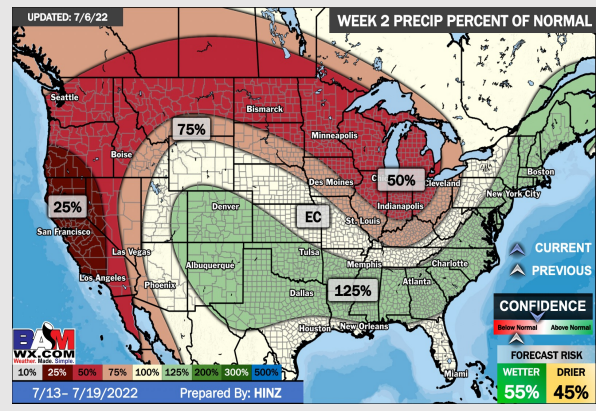 UPDATED: 7/6/22
WEEK 2 PRECIP PERCENT OF NORMAL
Seattle
Bismarck
75%
Minneapolis
Boise
Boston
Des Moines
50%
Cleveland
25%
New York City
Denver
EC
Indianapolis
St. Louis
San Francisco
CURRENT
Las Vegas
Tulsa
Albuquerque
Memphis
Charlotte
PREVIOUS
Los Angeles
Phoenix
Atlanta
Dallas
125%
CONFIDENCE
Houston
New Orleans
Below Normal
Above Normal
BAM
WX.COM
Weather. Made. Simple.
FORECAST RISK
10% 25% 50% 75% 100% 125% 200% 300% 500%
Miami
WETTER
DRIER
55%
45%
7/13– 7/19/2022
Prepared By: HINZ